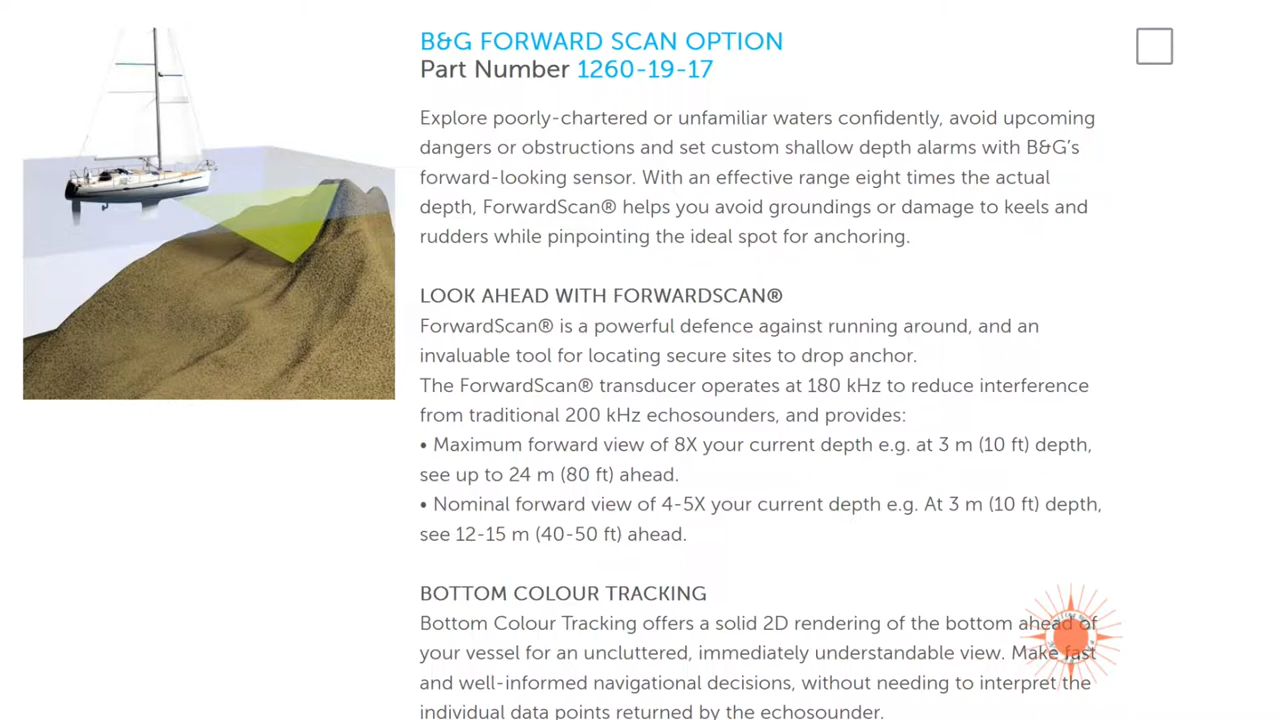 B&G FORWARD SCAN OPTION
Part Number 1260-19-17
Explore poorly-chartered or unfamiliar waters confidently, avoid upcoming
dangers or obstructions and set custom shallow depth alarms with B&G's
forward-looking sensor. With an effective range eight times the actual
depth, ForwardScan® helps you avoid groundings or damage to keels and
rudders while pinpointing the ideal spot for anchoring.
LOOK AHEAD WITH FORWARDSCAN®
ForwardScan® is a powerful defence against running around, and an
invaluable tool for locating secure sites to drop anchor.
The ForwardScan® transducer operates at 180 kHz to reduce interference
from traditional 200 kHz echosounders, and provides:
• Maximum forward view of 8X your current depth e.g. at 3 m (10 ft) depth,
see up to 24 m (80 ft) ahead.
• Nominal forward view of 4-5X your current depth e.g. At 3 m (10 ft) depth,
see 12-15 m (40-50 ft) ahead.
BOTTOM COLOUR TRACKING
Bottom Colour Tracking offers a solid 2D rendering of the bottom ahead of
your vessel for an uncluttered, immediately understandable view. Make fast
and well-informed navigational decisions, without needing to interpret the
individual data points returned by the echosounder.